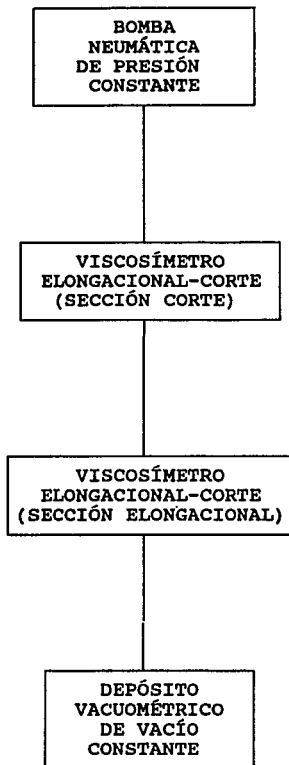 BOMBA
NEUMÁTICA
DE PRESIÓN
CONSTANTE
VISCOSÍMETRO
ELONGACIONAL-CORTE
(SECCIÓN CORTE)
VISCOSÍMETRO
ELONGACIONAL-CORTE
(SECCIÓN ELONGACIONAL)
DEPÓSITO
VACUOMÉTRICO
DE VACÍO
CONSTANTE